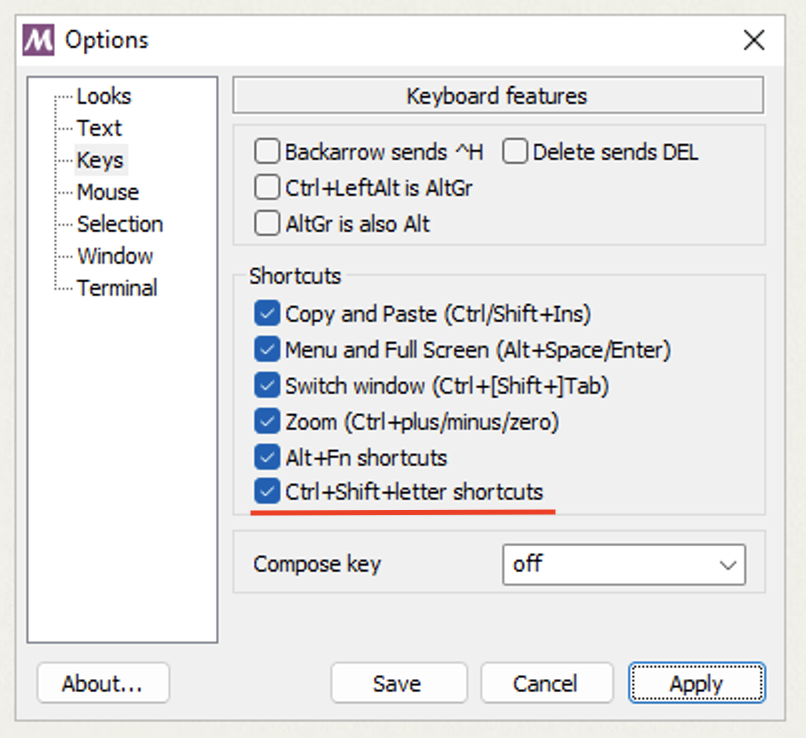 Options
Looks
Text
Keys
Mouse
Selection
Window
Terminal
Keyboard features
Backarrow sends ^H Delete sends DEL
Ctrl+LeftAlt is AltGr
AltGr is also Alt
Shortcuts
Copy and Paste (Ctrl/Shift+Ins)
Menu and Full Screen (Alt+Space/Enter)
Switch window (Ctrl+[Shift+]Tab)
Zoom (Ctrl+plus/minus/zero)
Alt+Fn shortcuts
Ctrl+Shift+letter shortcuts
Compose key off
About... Save Cancel Apply